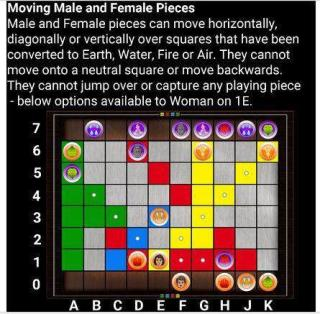 Moving Male and Female Pieces
Male and Female pieces can move horizontally,
diagonally or vertically over squares that have been
converted to Earth, Water, Fire or Air. They cannot
move onto a neutral square or move backwards.
They cannot jump over or capture any playing piece
- below options available to Woman on 1E.
7
6
5
4
3
2
1
0
A B C D E F G H J K